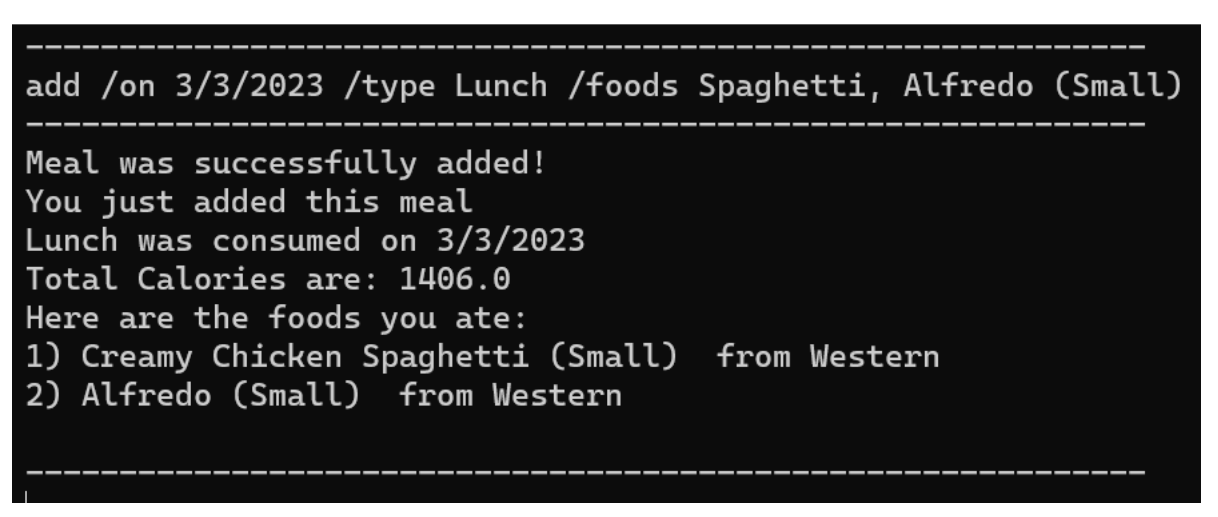 ------------------------------------------------------------
add /on 3/3/2023 /type Lunch /foods Spaghetti, Alfredo (Small)
------------------------------------------------------------
Meal was successfully added!
You just added this meal
Lunch was consumed on 3/3/2023
Total Calories are: 1406.0
Here are the foods you ate:
1) Creamy Chicken Spaghetti (Small)  from Western
2) Alfredo (Small)  from Western
------------------------------------------------------------